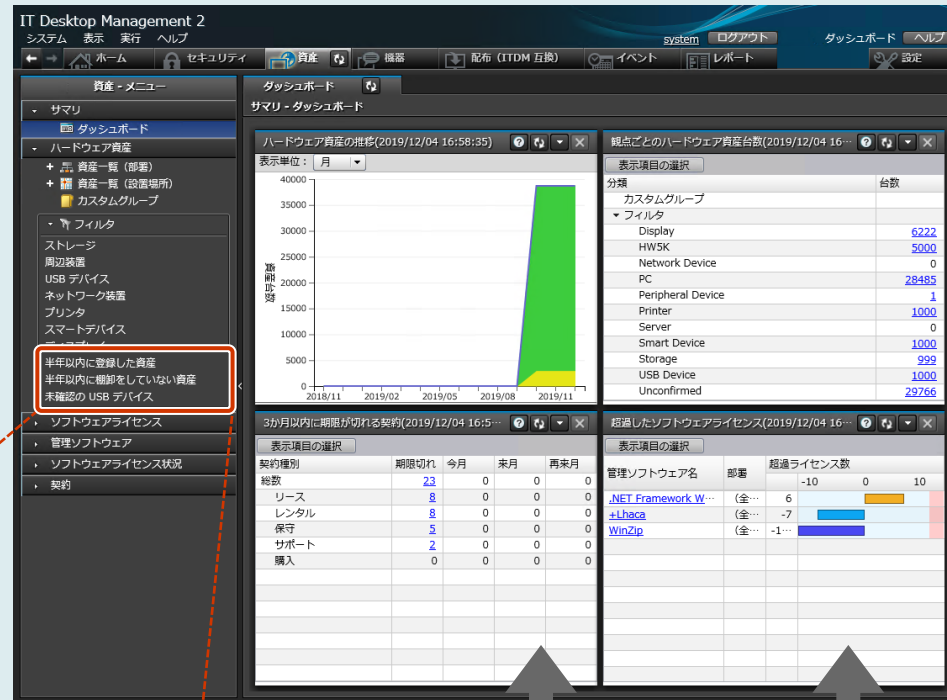 IT Desktop Management 2
システム 表示 実行 ヘルプ
system ログアウト ダッシュボード ヘルプ
ホーム セキュリティ 資産 機器 配布 (ITDM 互換) イベント レポート 設定
資産 - メニュー
サマリ
ダッシュボード
ハードウェア資産
資産一覧 (部署)
資産一覧 (設置場所)
カスタムグループ
フィルタ
ストレージ
周辺装置
USB デバイス
ネットワーク装置
プリンタ
スマートデバイス
半年以内に登録した資産
半年以内に棚卸をしていない資産
未確認の USB デバイス
ソフトウェアライセンス
管理ソフトウェア
ソフトウェアライセンス状況
契約
ダッシュボード
サマリ - ダッシュボード
ハードウェア資産の推移(2019/12/04 16:58:35)
表示単位: 月
資産台数
40000
35000
30000
25000
20000
15000
10000
5000
0
2018/11 2019/02 2019/05 2019/08 2019/11
観点ごとのハードウェア資産台数(2019/12/04 16…
表示項目の選択
分類 台数
カスタムグループ
フィルタ
Display 6222
HW5K 5000
Network Device 0
PC 28485
Peripheral Device 1
Printer 1000
Server 0
Smart Device 1000
Storage 999
USB Device 1000
Unconfirmed 29766
3か月以内に期限が切れる契約(2019/12/04 16:5…
表示項目の選択
契約種別 期限切れ 今月 来月 再来月
総数 23 0 0 0
リース 8 0 0 0
レンタル 8 0 0 0
保守 5 0 0 0
サポート 2 0 0 0
購入 0 0 0 0
超過したソフトウェアライセンス(2019/12/04 16…
表示項目の選択
管理ソフトウェア名 部署 超過ライセンス数
-10 0 10
.NET Framework W… (全… 6
+Lhaca (全… -7
WinZip (全… -1…